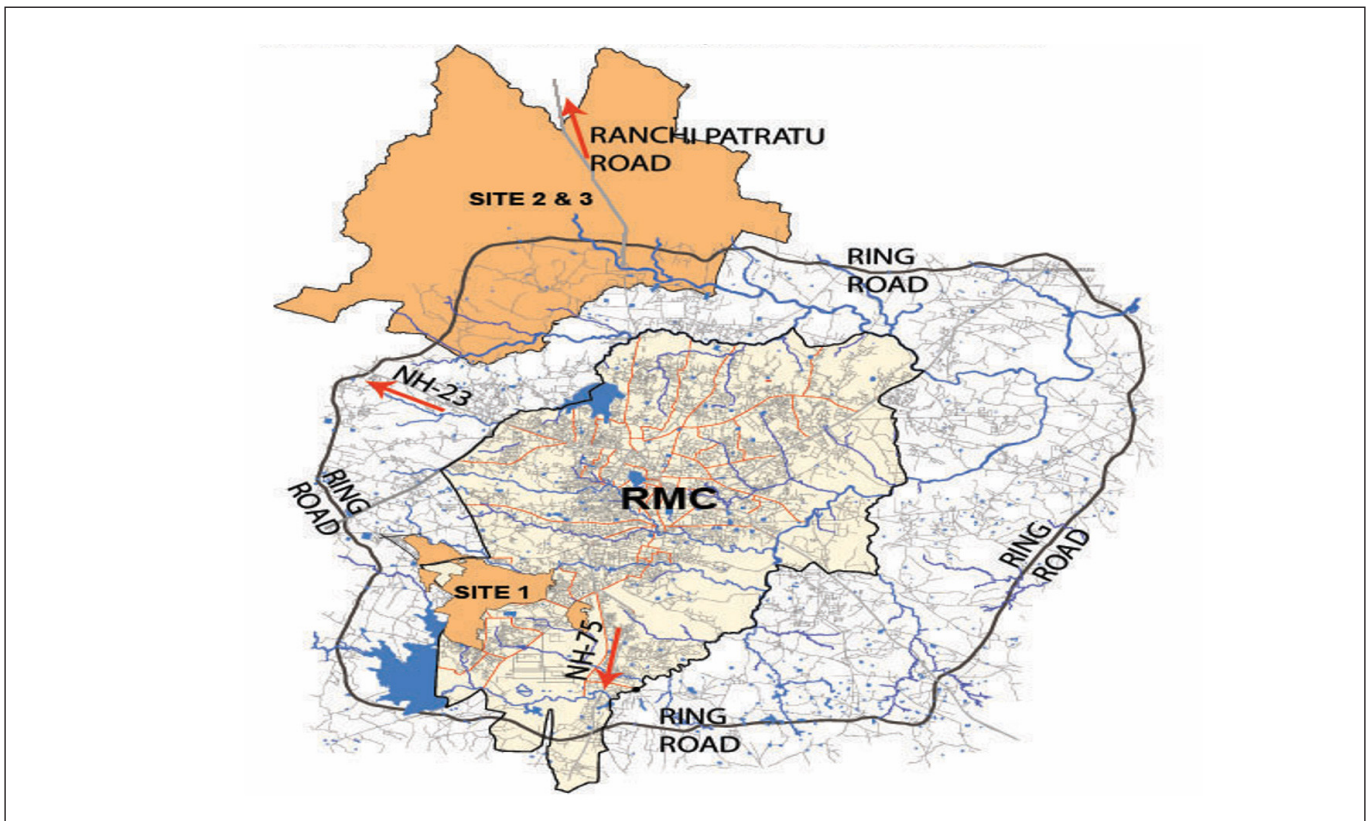 RANCHI PATRATU
ROAD
SITE 2 & 3
RING
ROAD
NH-23
RING
ROAD
RMC
RING
ROAD
SITE 1
NH-75
RING
ROAD